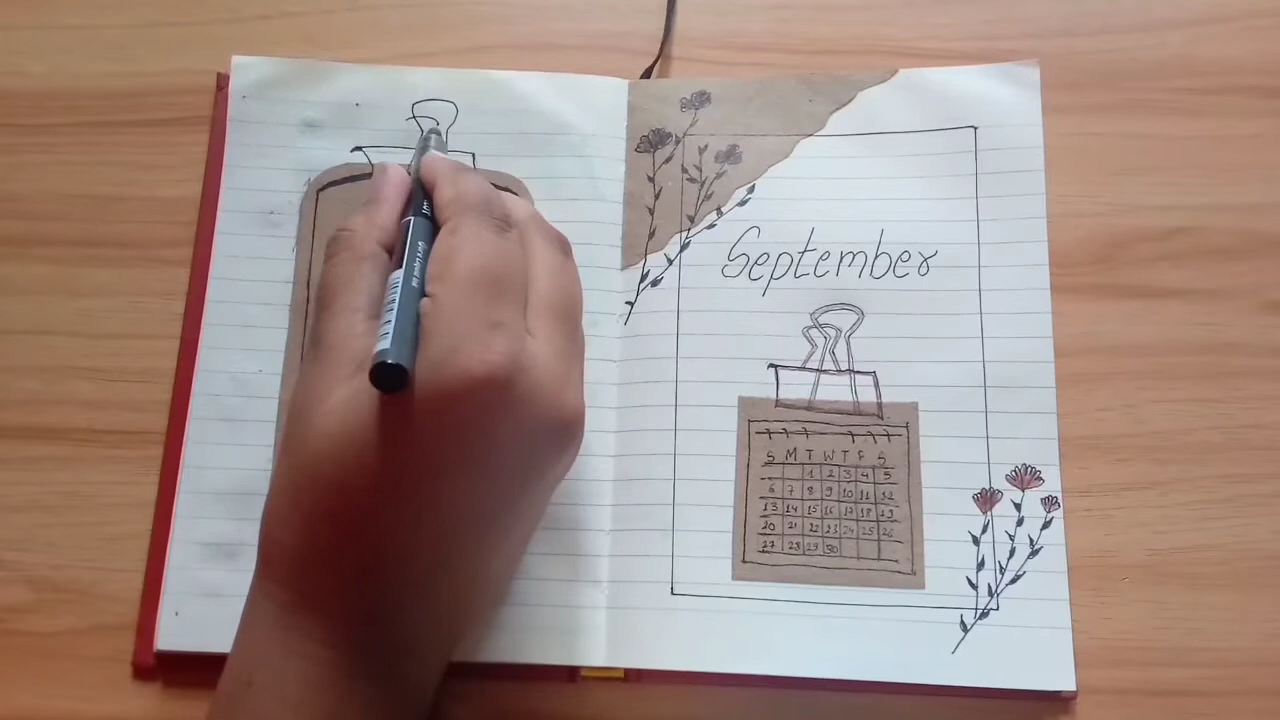 September
S M T W T F S
1 2 3 4 5
6 7 8 9 10 11 12
13 14 15 16 17 18 19
20 21 22 23 24 25 26
27 28 29 30